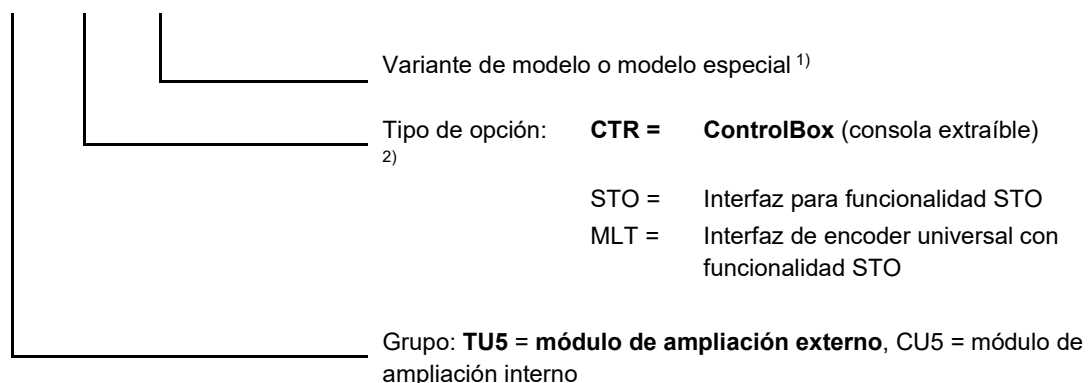 Variante de modelo o modelo especial 1)
Tipo de opción: CTR = ControlBox (consola extraíble)
2)
STO = Interfaz para funcionalidad STO
MLT = Interfaz de encoder universal con
funcionalidad STO
Grupo: TU5 = módulo de ampliación externo, CU5 = módulo de
ampliación interno